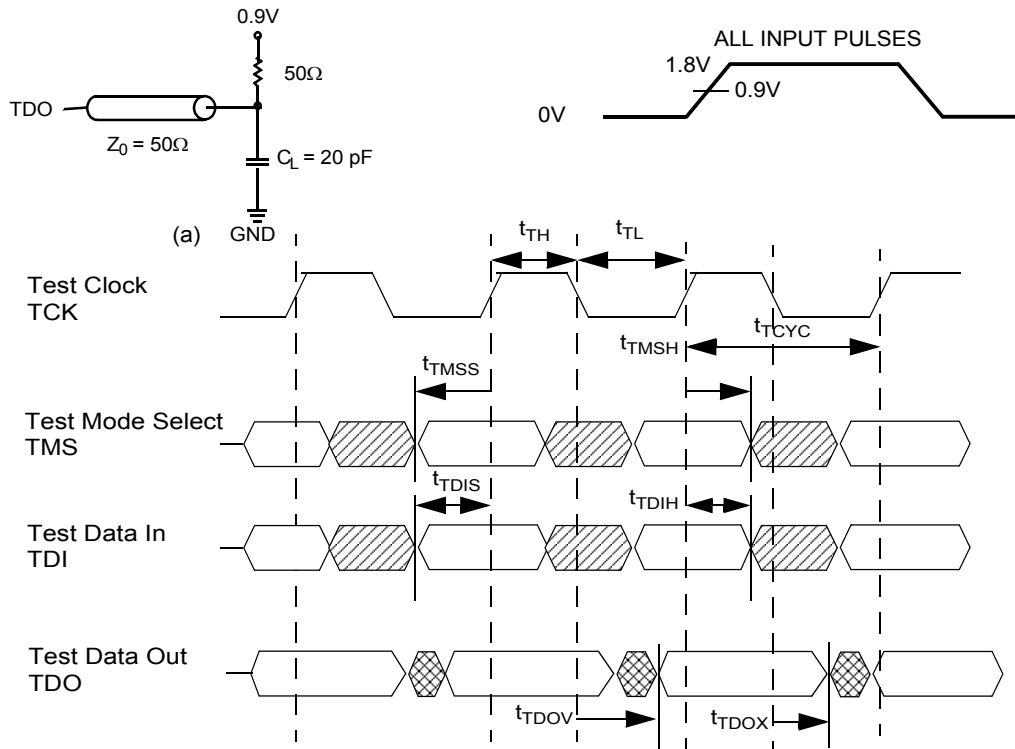 0.9V
50Ω
TDO
Z0 = 50Ω
CL = 20 pF
(a) GND
ALL INPUT PULSES
1.8V
0.9V
0V
tTH
tTL
Test Clock
TCK
tTCYC
tTMSH
tTMSS
Test Mode Select
TMS
tTDIS
tTDIH
Test Data In
TDI
Test Data Out
TDO
tTDOV
tTDOX